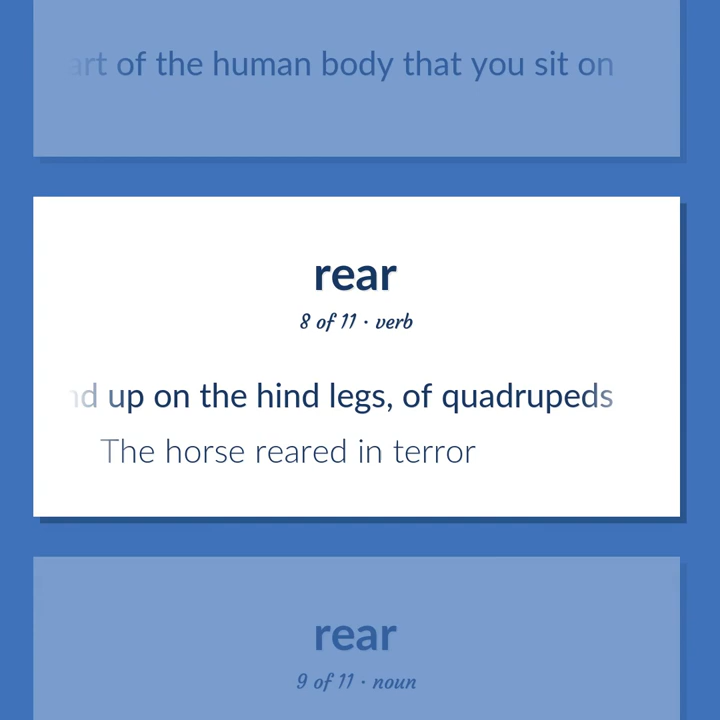 of the human body that you sit on
rear
8 of 11 · verb
up on the hind legs, of quadrupeds
The horse reared in terror
rear
9 of 11 · noun